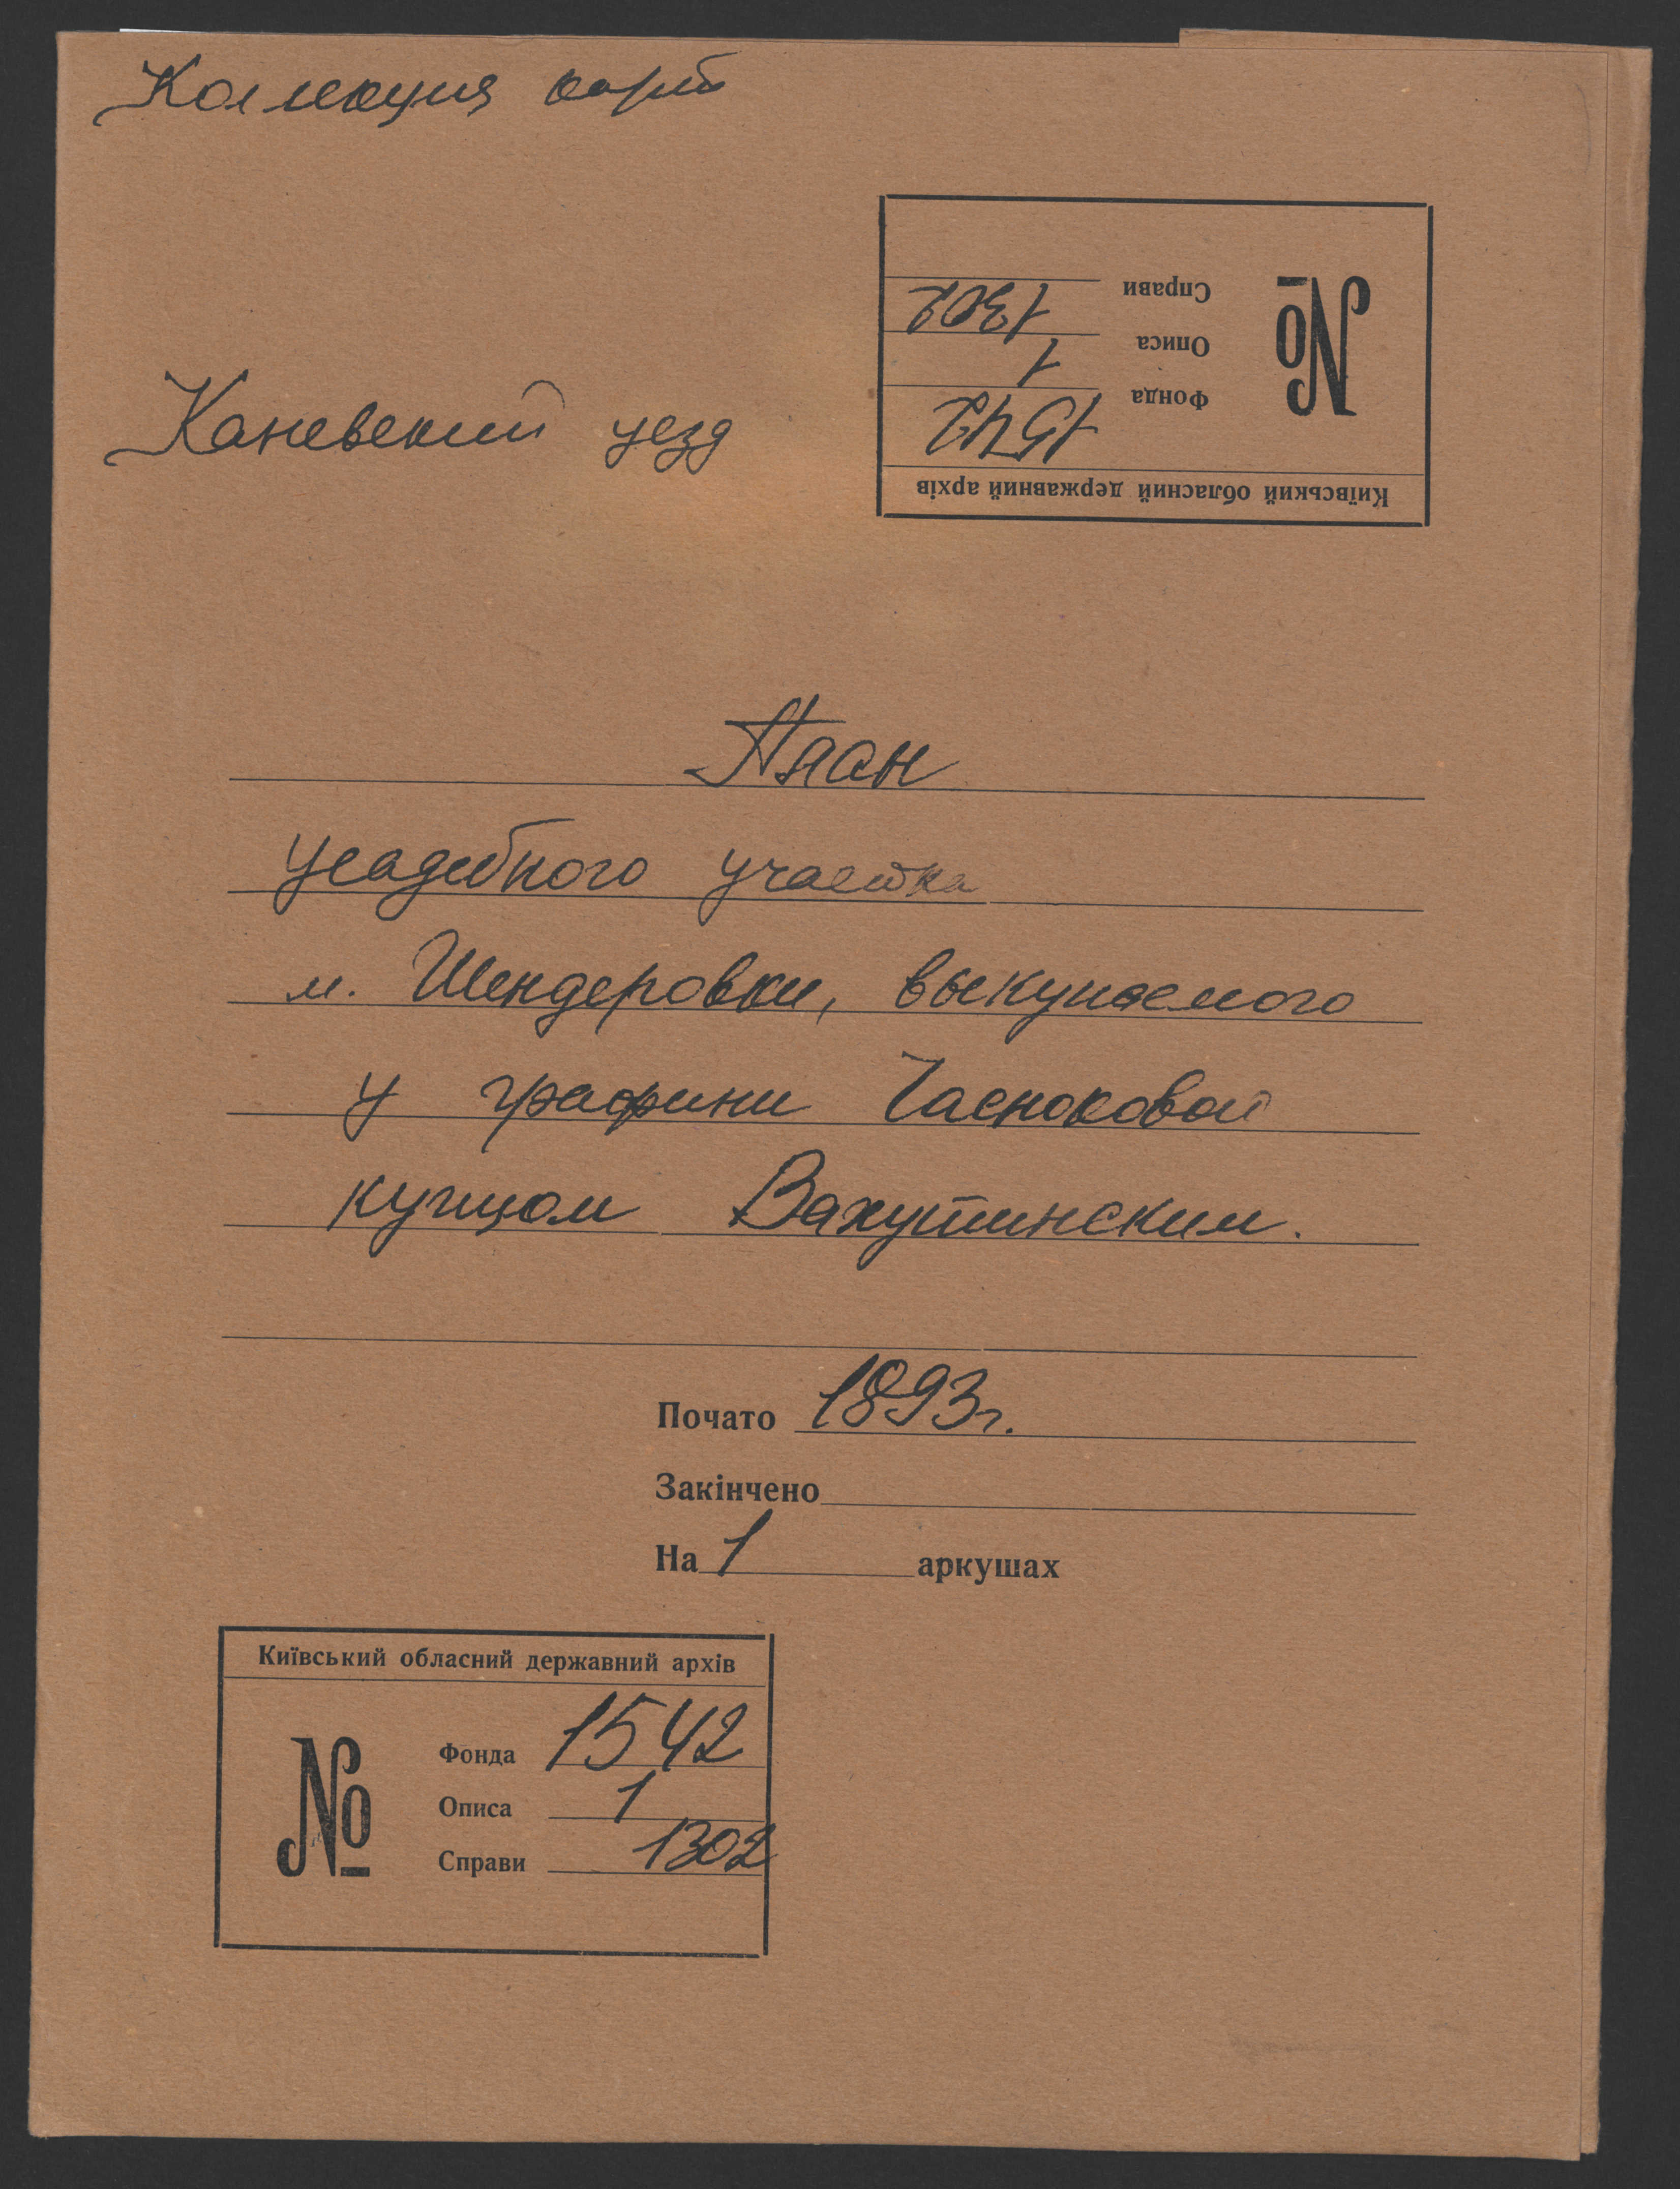 Коллекция карт
Справи 1302
Описа 1
Фонда 1542
Київський обласний державний архів
№
Каневский уезд
План
усадебного участка
м. Шендеровки, выкупаемого
у графини Чесноковой
купцом Вахутинским.
Почато 1893г.
Закінчено
На 1 аркушах
Київський обласний державний архів
№
Фонда 1542
Описа 1
Справи 1302